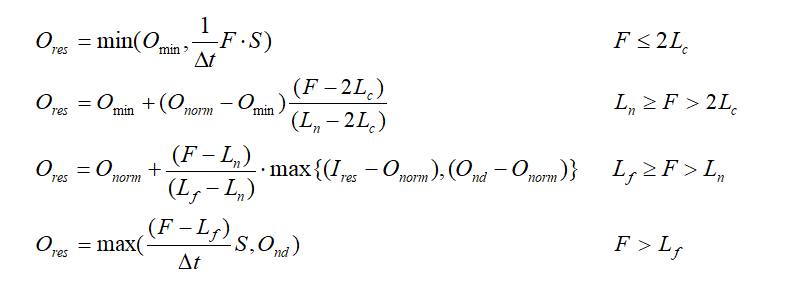 O_res = min(O_min, 1/Δt F · S) F ≤ 2L_c
O_res = O_min + (O_norm − O_min) (F − 2L_c)/(L_n − 2L_c) L_n ≥ F > 2L_c
O_res = O_norm + (F − L_n)/(L_f − L_n) · max{(I_res − O_norm),(O_nd − O_norm)} L_f ≥ F > L_n
O_res = max((F − L_f)/Δt S, O_nd) F > L_f